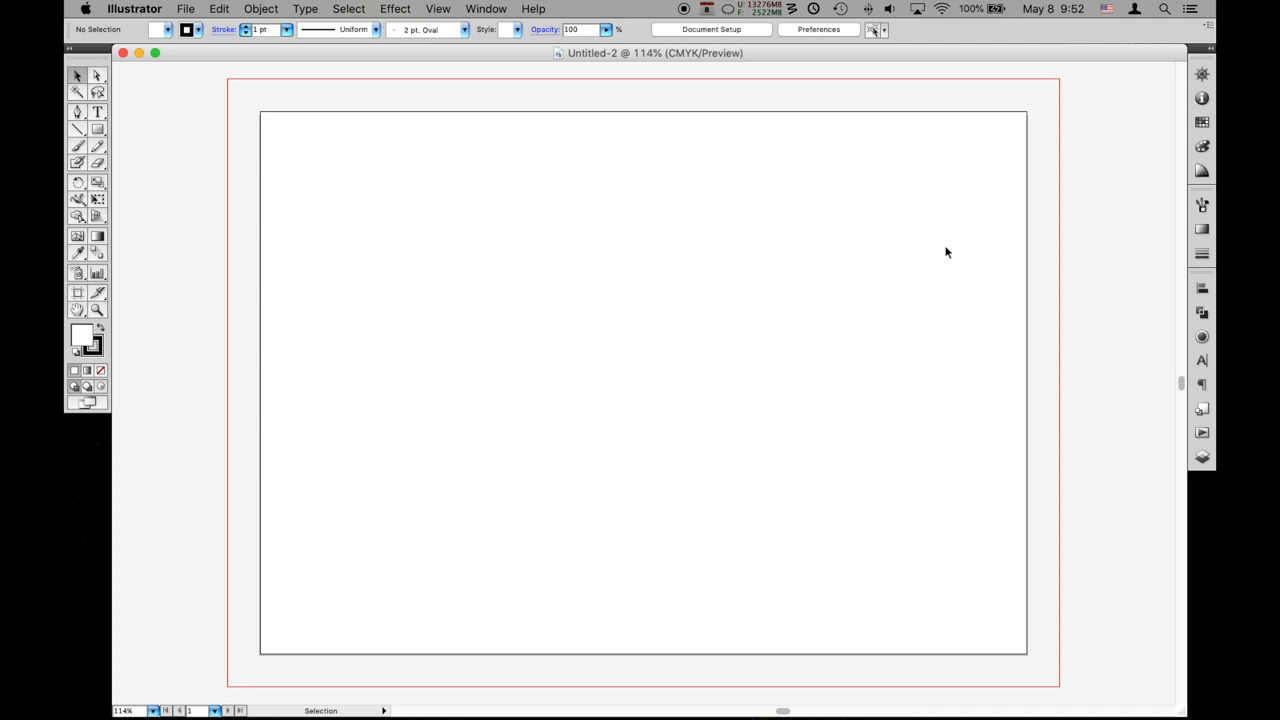 Illustrator File Edit Object Type Select Effect View Window Help U: 13276MB F: 2522MB 100% May 8 9:52
No Selection Stroke: 1 pt Uniform 2 pt. Oval Style: Opacity: 100 % Document Setup Preferences
Untitled-2 @ 114% (CMYK/Preview)
114% 1 Selection